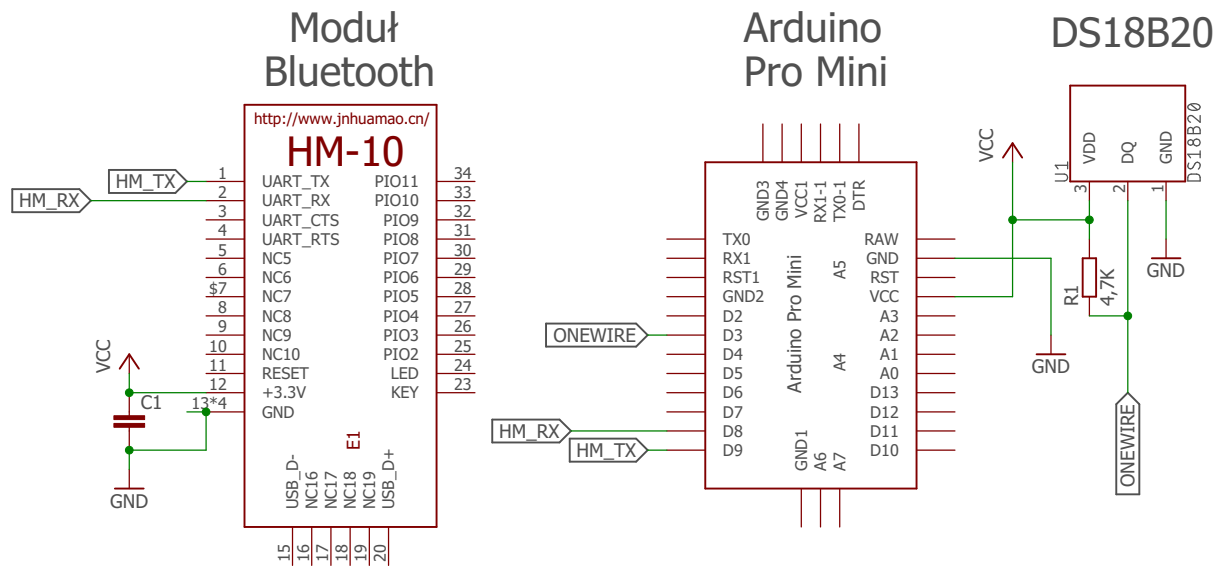 Moduł
Bluetooth
http://www.jnhuamao.cn/
HM-10
HM_TX
HM_RX
1 UART_TX PIO11 34
2 UART_RX PIO10 33
3 UART_CTS PIO9 32
4 UART_RTS PIO8 31
5 NC5 PIO7 30
6 NC6 PIO6 29
$7 NC7 PIO5 28
8 NC8 PIO4 27
9 NC9 PIO3 26
10 NC10 PIO2 25
11 RESET LED 24
12 +3.3V KEY 23
13*4 GND
VCC
C1
GND
E1
USB_D-
NC16
NC17
NC18
NC19
USB_D+
15
16
17
18
19
20
Arduino
Pro Mini
GND3
GND4
VCC1
RX1-1
TX0-1
DTR
TX0 RAW
RX1 GND
RST1 RST
GND2 VCC
D2 A3
D3 A2
D4 A1
D5 A0
D6 D13
D7 D12
D8 D11
D9 D10
A5
A4
Arduino Pro Mini
GND1
A6
A7
ONEWIRE
HM_RX
HM_TX
GND
DS18B20
VCC
U1
VDD
DQ
GND
DS18B20
3
2
1
GND
R1
4,7K
ONEWIRE